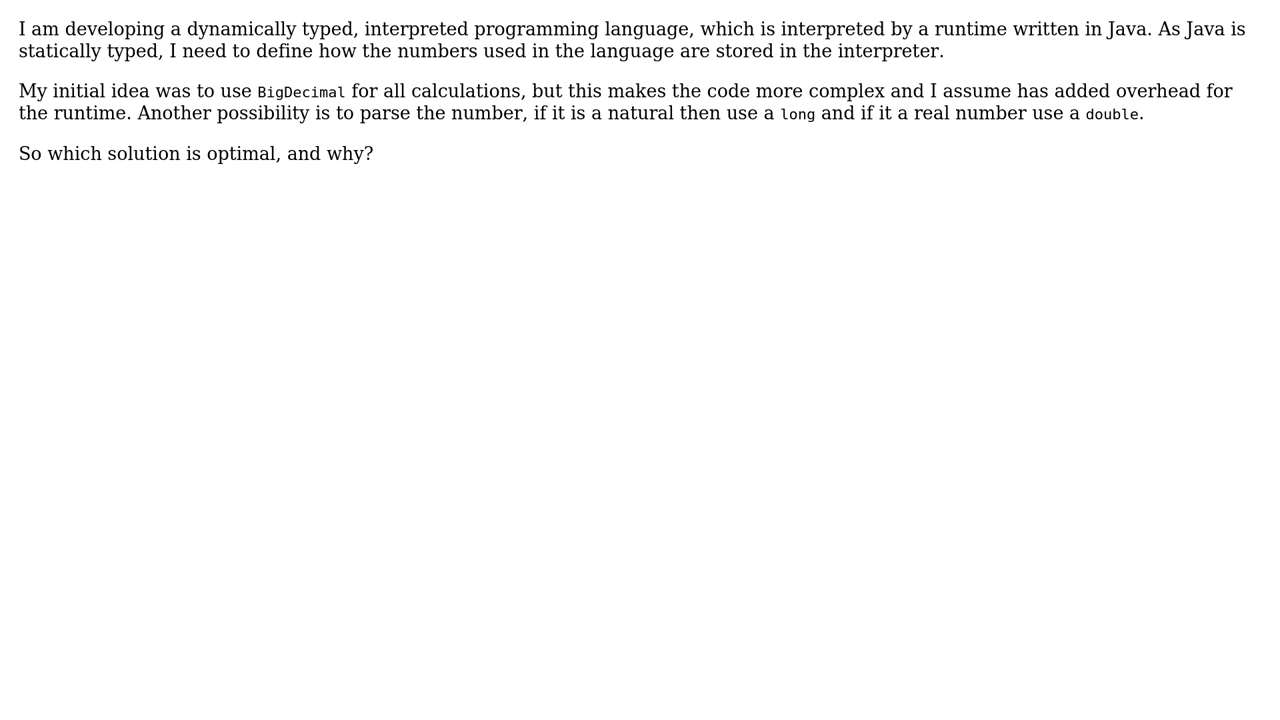 I am developing a dynamically typed, interpreted programming language, which is interpreted by a runtime written in Java. As Java is
statically typed, I need to define how the numbers used in the language are stored in the interpreter.
My initial idea was to use BigDecimal for all calculations, but this makes the code more complex and I assume has added overhead for
the runtime. Another possibility is to parse the number, if it is a natural then use a long and if it a real number use a double.
So which solution is optimal, and why?